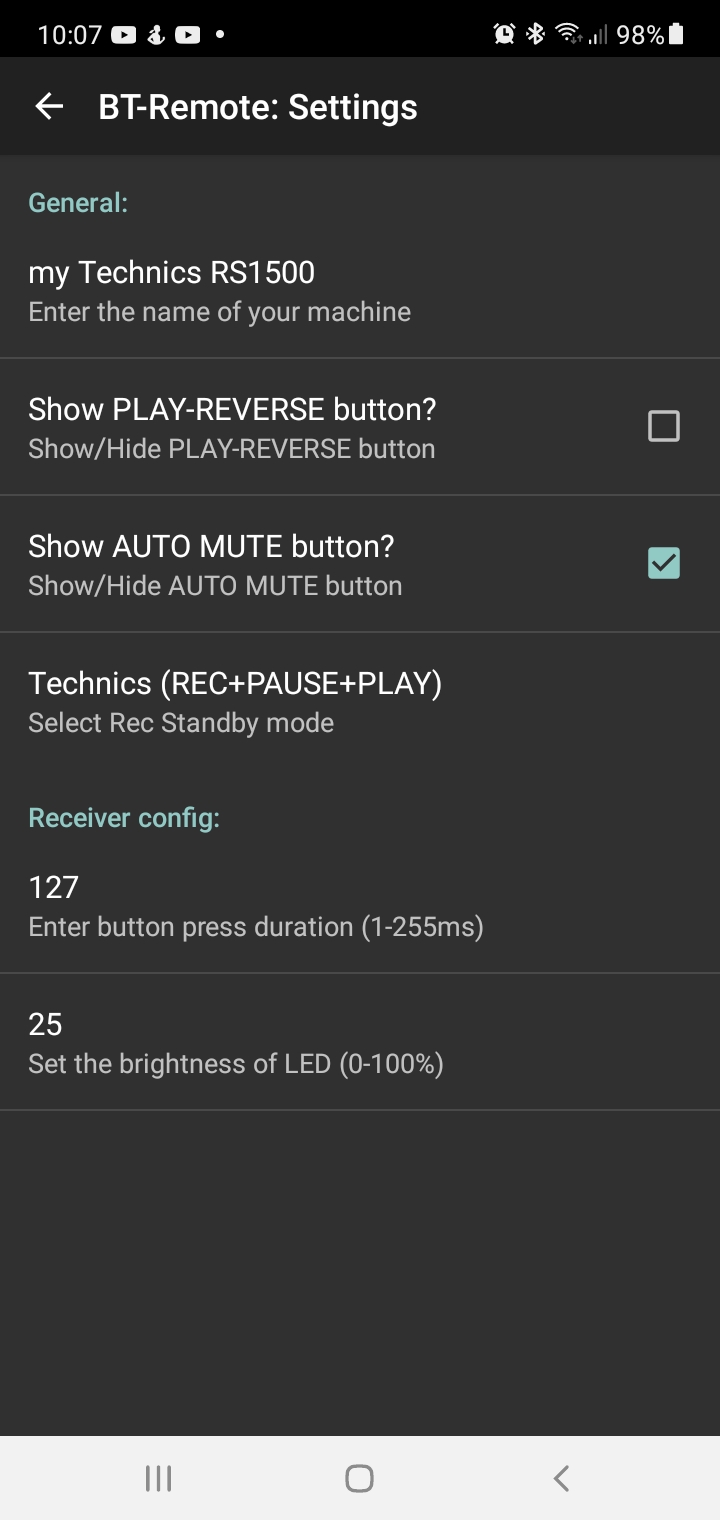 10:07
98%
BT-Remote: Settings
General:
my Technics RS1500
Enter the name of your machine
Show PLAY-REVERSE button?
Show/Hide PLAY-REVERSE button
Show AUTO MUTE button?
Show/Hide AUTO MUTE button
Technics (REC+PAUSE+PLAY)
Select Rec Standby mode
Receiver config:
127
Enter button press duration (1-255ms)
25
Set the brightness of LED (0-100%)